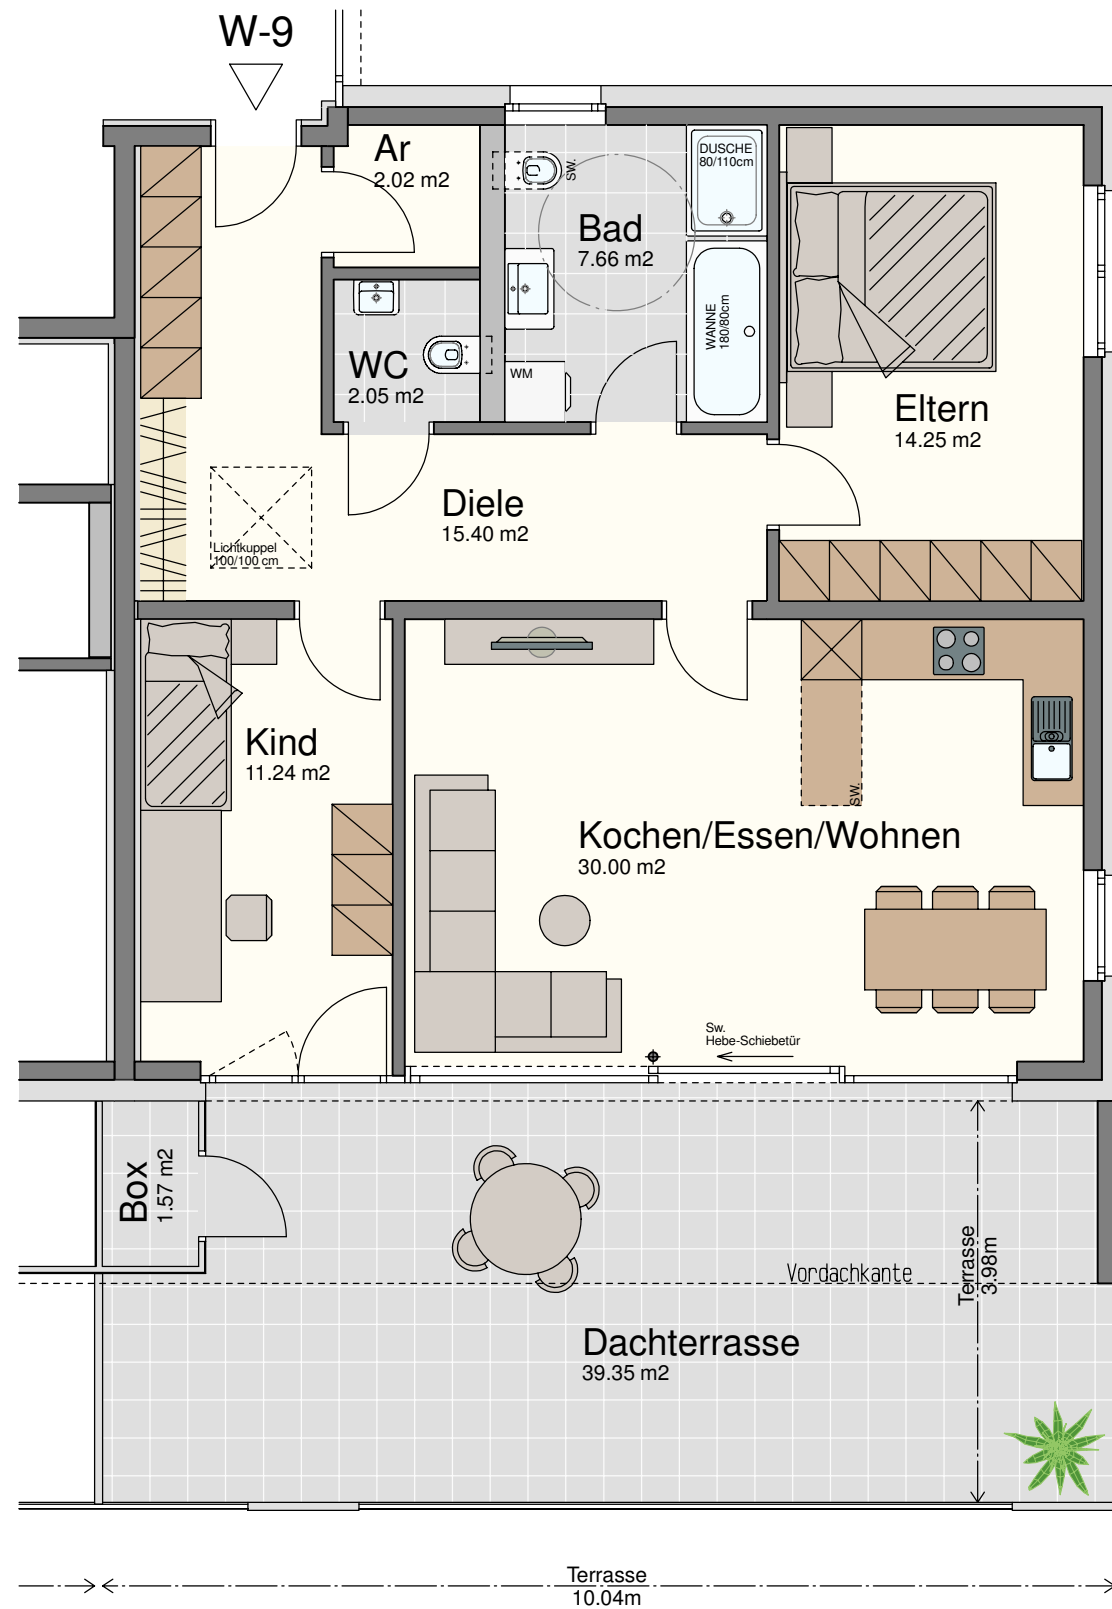 W-9
Ar
2.02 m2
SW.
DUSCHE
80/110cm
Bad
7.66 m2
WANNE
180/80cm
WC
2.05 m2
WM
Eltern
14.25 m2
Diele
15.40 m2
Lichtkuppel
100/100 cm
Kind
11.24 m2
SW.
Kochen/Essen/Wohnen
30.00 m2
Sw.
Hebe-Schiebetür
Box
1.57 m2
Vordachkante
Terrasse
3.98m
Dachterrasse
39.35 m2
Terrasse
10.04m